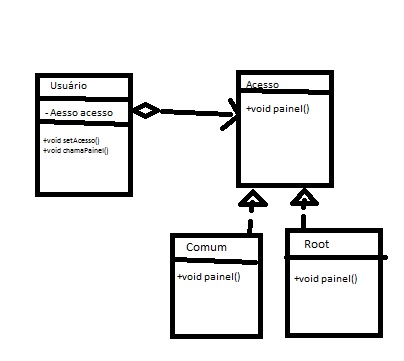 Usuário
- Aesso acesso
+void setAcesso()
+void chamaPainel()
Acesso
+void painel()
Comum
+void painel()
Root
+void painel()